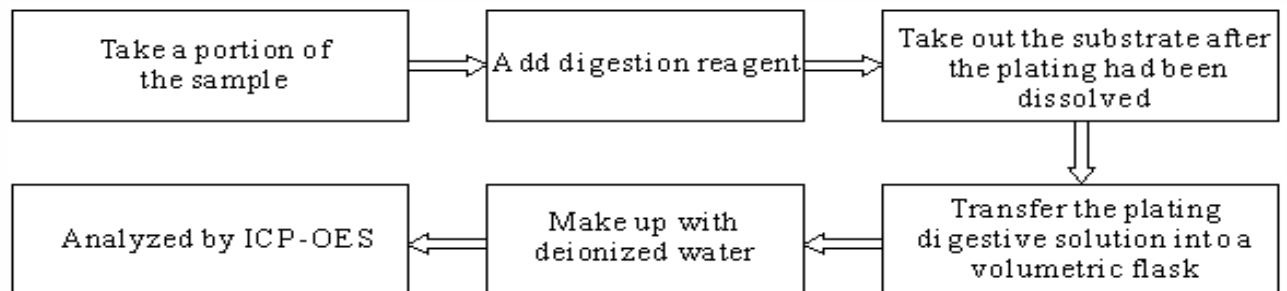 Take a portion of
the sample
Add digestion reagent
Take out the substrate after
the plating had been
dissolved
Transfer the plating
digestive solution into a
volumetric flask
Make up with
deionized water
Analyzed by ICP-OES